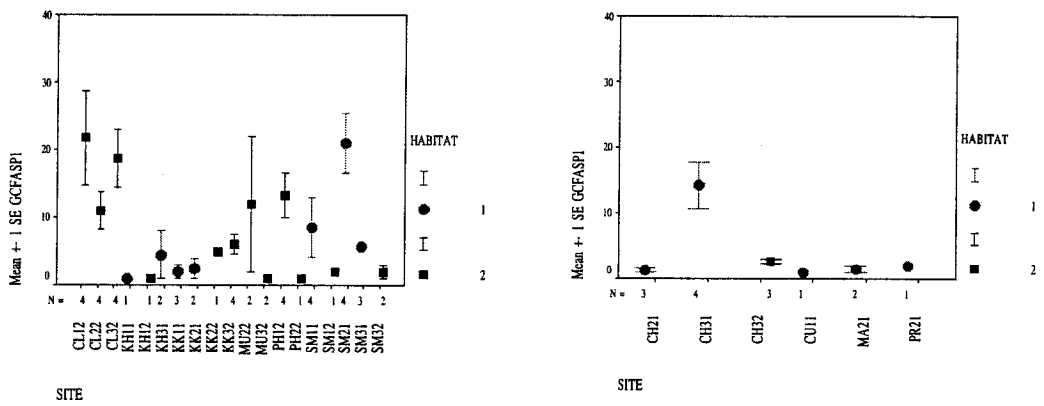 40
30
20
10
0
Mean +- 1 SE GCFASP1
N = 4 4 4 1 1 2 3 2 1 4 2 2 4 1 4 1 4 3 2
CL12
CL22
CL32
KH11
KH12
KH31
KK11
KK21
KK22
KK32
MU22
MU32
PH12
PH22
SM11
SM12
SM21
SM31
SM32
SITE
HABITAT
1
2
40
30
20
10
0
Mean +- 1 SE GCFASP1
N = 3 4 3 1 2 1
CH21
CH31
CH32
CU11
MA21
PR21
SITE
HABITAT
1
2